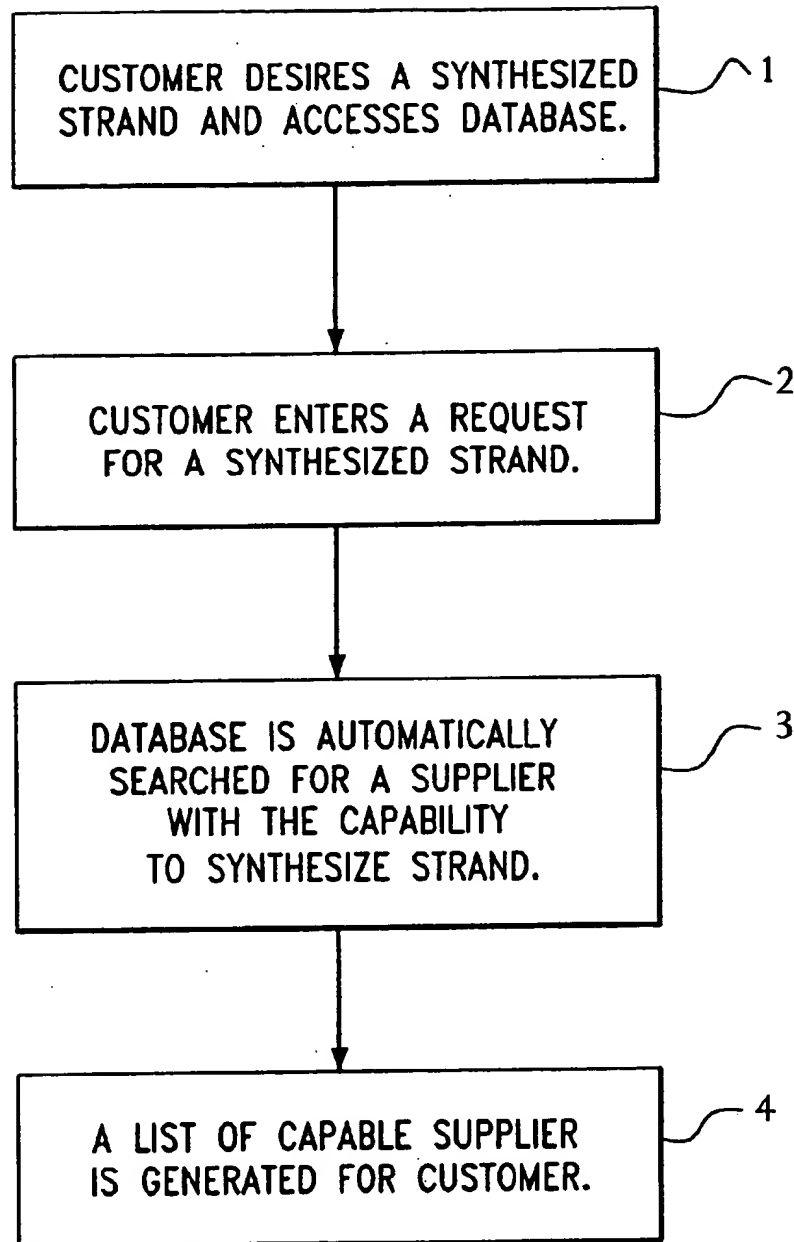 CUSTOMER DESIRES A SYNTHESIZED
STRAND AND ACCESSES DATABASE.
1
CUSTOMER ENTERS A REQUEST
FOR A SYNTHESIZED STRAND.
2
DATABASE IS AUTOMATICALLY
SEARCHED FOR A SUPPLIER
WITH THE CAPABILITY
TO SYNTHESIZE STRAND.
3
A LIST OF CAPABLE SUPPLIER
IS GENERATED FOR CUSTOMER.
4